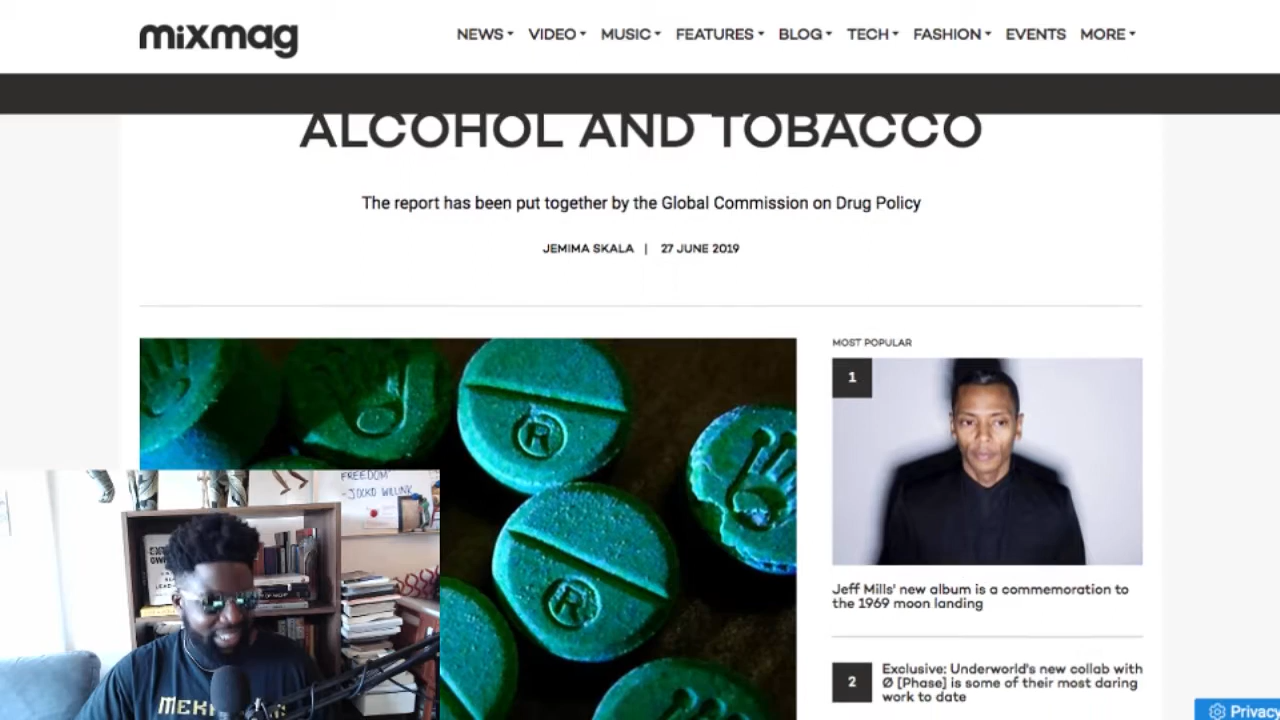 mixmag
NEWS VIDEO MUSIC FEATURES BLOG TECH FASHION EVENTS MORE
ALCOHOL AND TOBACCO
The report has been put together by the Global Commission on Drug Policy
JEMIMA SKALA | 27 JUNE 2019
MOST POPULAR
1
R
R
Jeff Mills' new album is a commemoration to
the 1969 moon landing
2
Exclusive: Underworld's new collab with
Ø [Phase] is some of their most daring
work to date
FREEDOM"
-JOCKO WILLINK
Privacy